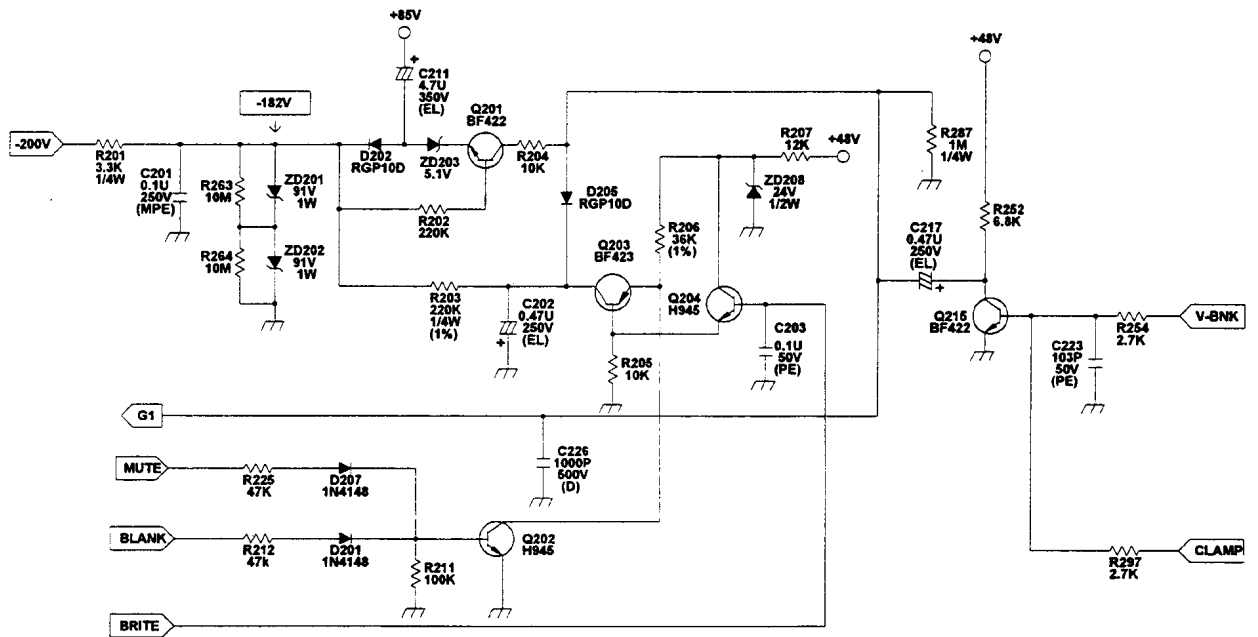 +85V
C211
4.7U
350V
(EL)
+
-182V
-200V
R201
3.3K
1/4W
C201
0.1U
250V
(MPE)
R263
10M
ZD201
91V
1W
R264
10M
ZD202
91V
1W
D202
RGP10D
ZD203
5.1V
Q201
BF422
R204
10K
R202
220K
D205
RGP10D
R203
220K
1/4W
(1%)
C202
0.47U
250V
(EL)
+
Q203
BF423
R206
36K
(1%)
R205
10K
R207
12K
+48V
ZD208
24V
1/2W
Q204
H945
C203
0.1U
50V
(PE)
R287
1M
1/4W
+48V
R252
6.8K
C217
0.47U
250V
(EL)
+
Q215
BF422
C223
103P
50V
(PE)
R254
2.7K
V-BNK
G1
C226
1000P
500V
(D)
MUTE
R225
47K
D207
1N4148
BLANK
R212
47k
D201
1N4148
R211
100K
Q202
H945
R297
2.7K
CLAMP
BRITE